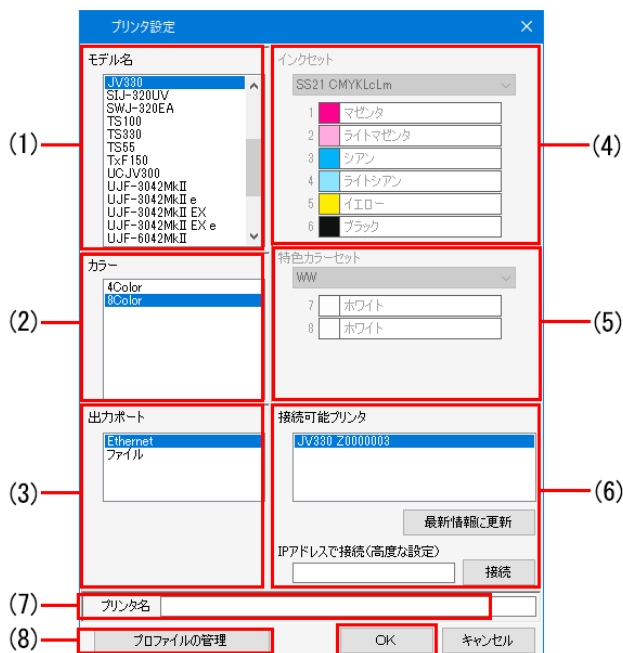 プリンタ設定
(1)
モデル名
JV330
SIJ-320UV
SWJ-320EA
TS100
TS330
TS55
TxF150
UCJV300
UJF-3042MkⅡ
UJF-3042MkⅡ e
UJF-3042MkⅡ EX
UJF-3042MkⅡ EX e
UJF-6042MkⅡ
(4)
インクセット
SS21 CMYKLcLm
1 マゼンタ
2 ライトマゼンタ
3 シアン
4 ライトシアン
5 イエロー
6 ブラック
(2)
カラー
4Color
8Color
(5)
特色カラーセット
WW
7 ホワイト
8 ホワイト
(3)
出力ポート
Ethernet
ファイル
(6)
接続可能プリンタ
JV330 Z0000003
最新情報に更新
IPアドレスで接続(高度な設定)
接続
(7)
プリンタ名
(8)
プロファイルの管理
OK
キャンセル